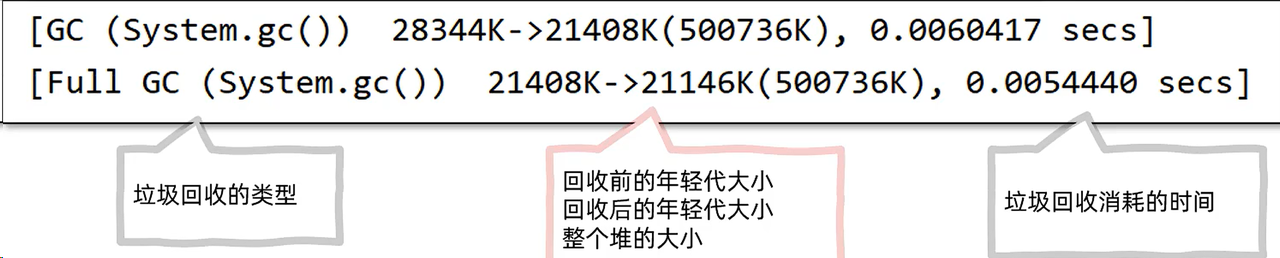 [GC (System.gc())  28344K->21408K(500736K), 0.0060417 secs]
[Full GC (System.gc())  21408K->21146K(500736K), 0.0054440 secs]
垃圾回收的类型
回收前的年轻代大小
回收后的年轻代大小
整个堆的大小
垃圾回收消耗的时间